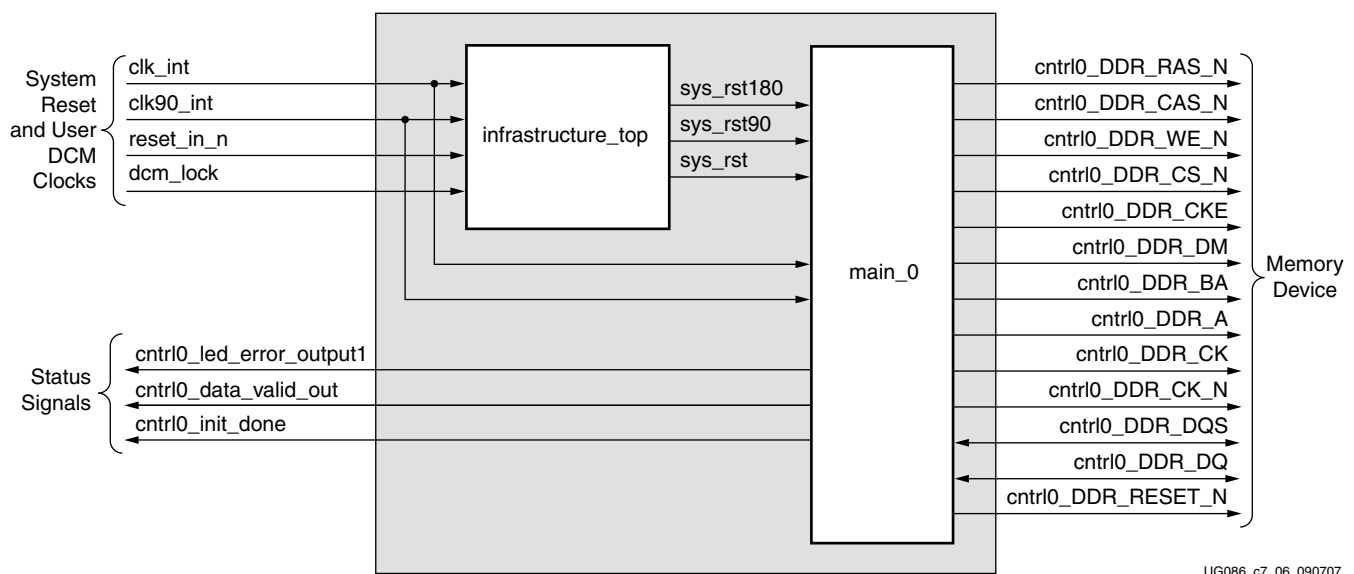 System
Reset
and User
DCM
Clocks
clk_int
clk90_int
reset_in_n
dcm_lock
infrastructure_top
sys_rst180
sys_rst90
sys_rst
main_0
cntrl0_DDR_RAS_N
cntrl0_DDR_CAS_N
cntrl0_DDR_WE_N
cntrl0_DDR_CS_N
cntrl0_DDR_CKE
cntrl0_DDR_DM
cntrl0_DDR_BA
cntrl0_DDR_A
cntrl0_DDR_CK
cntrl0_DDR_CK_N
cntrl0_DDR_DQS
cntrl0_DDR_DQ
cntrl0_DDR_RESET_N
Memory
Device
Status
Signals
cntrl0_led_error_output1
cntrl0_data_valid_out
cntrl0_init_done
UG086_c7_06_090707